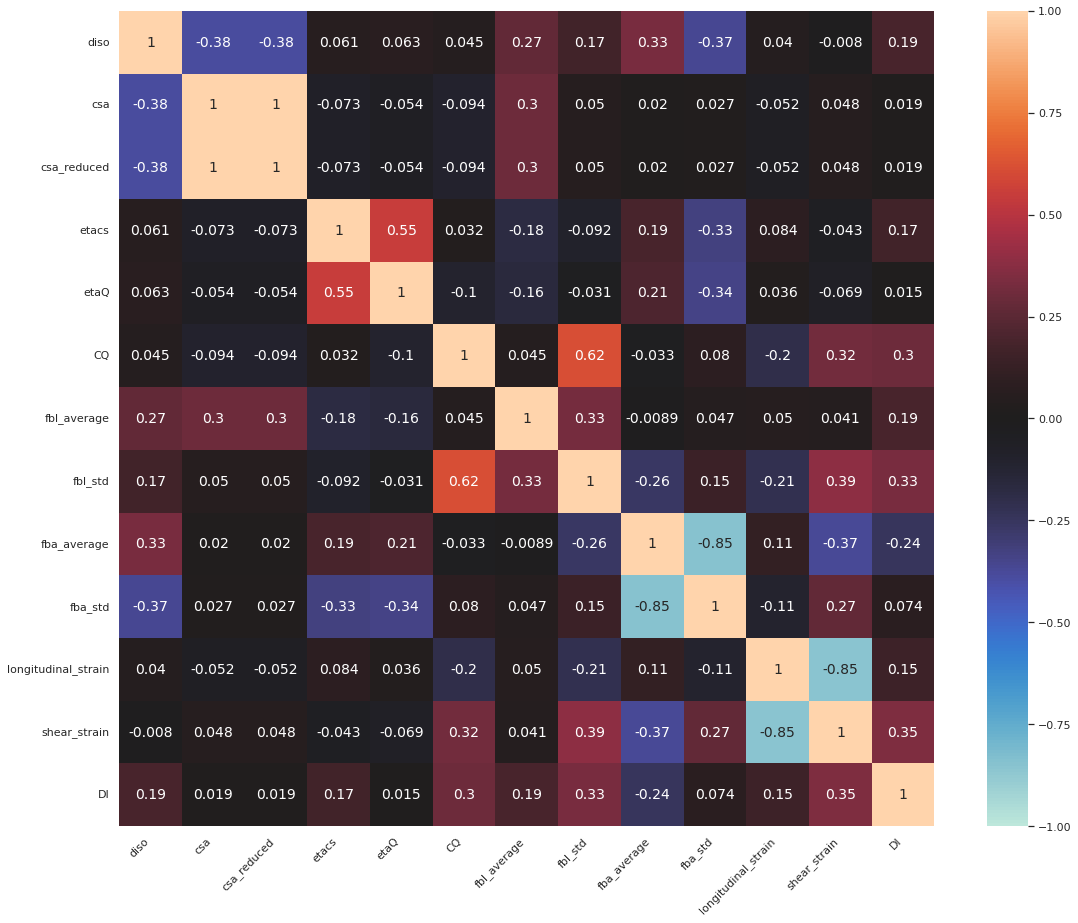 diso 1 -0.38 -0.38 0.061 0.063 0.045 0.27 0.17 0.33 -0.37 0.04 -0.008 0.19
csa -0.38 1 1 -0.073 -0.054 -0.094 0.3 0.05 0.02 0.027 -0.052 0.048 0.019
csa_reduced -0.38 1 1 -0.073 -0.054 -0.094 0.3 0.05 0.02 0.027 -0.052 0.048 0.019
etacs 0.061 -0.073 -0.073 1 0.55 0.032 -0.18 -0.092 0.19 -0.33 0.084 -0.043 0.17
etaQ 0.063 -0.054 -0.054 0.55 1 -0.1 -0.16 -0.031 0.21 -0.34 0.036 -0.069 0.015
CQ 0.045 -0.094 -0.094 0.032 -0.1 1 0.045 0.62 -0.033 0.08 -0.2 0.32 0.3
fbl_average 0.27 0.3 0.3 -0.18 -0.16 0.045 1 0.33 -0.0089 0.047 0.05 0.041 0.19
fbl_std 0.17 0.05 0.05 -0.092 -0.031 0.62 0.33 1 -0.26 0.15 -0.21 0.39 0.33
fba_average 0.33 0.02 0.02 0.19 0.21 -0.033 -0.0089 -0.26 1 -0.85 0.11 -0.37 -0.24
fba_std -0.37 0.027 0.027 -0.33 -0.34 0.08 0.047 0.15 -0.85 1 -0.11 0.27 0.074
longitudinal_strain 0.04 -0.052 -0.052 0.084 0.036 -0.2 0.05 -0.21 0.11 -0.11 1 -0.85 0.15
shear_strain -0.008 0.048 0.048 -0.043 -0.069 0.32 0.041 0.39 -0.37 0.27 -0.85 1 0.35
DI 0.19 0.019 0.019 0.17 0.015 0.3 0.19 0.33 -0.24 0.074 0.15 0.35 1
diso csa csa_reduced etacs etaQ CQ fbl_average fbl_std fba_average fba_std longitudinal_strain shear_strain DI
1.00
0.75
0.50
0.25
0.00
−0.25
−0.50
−0.75
−1.00